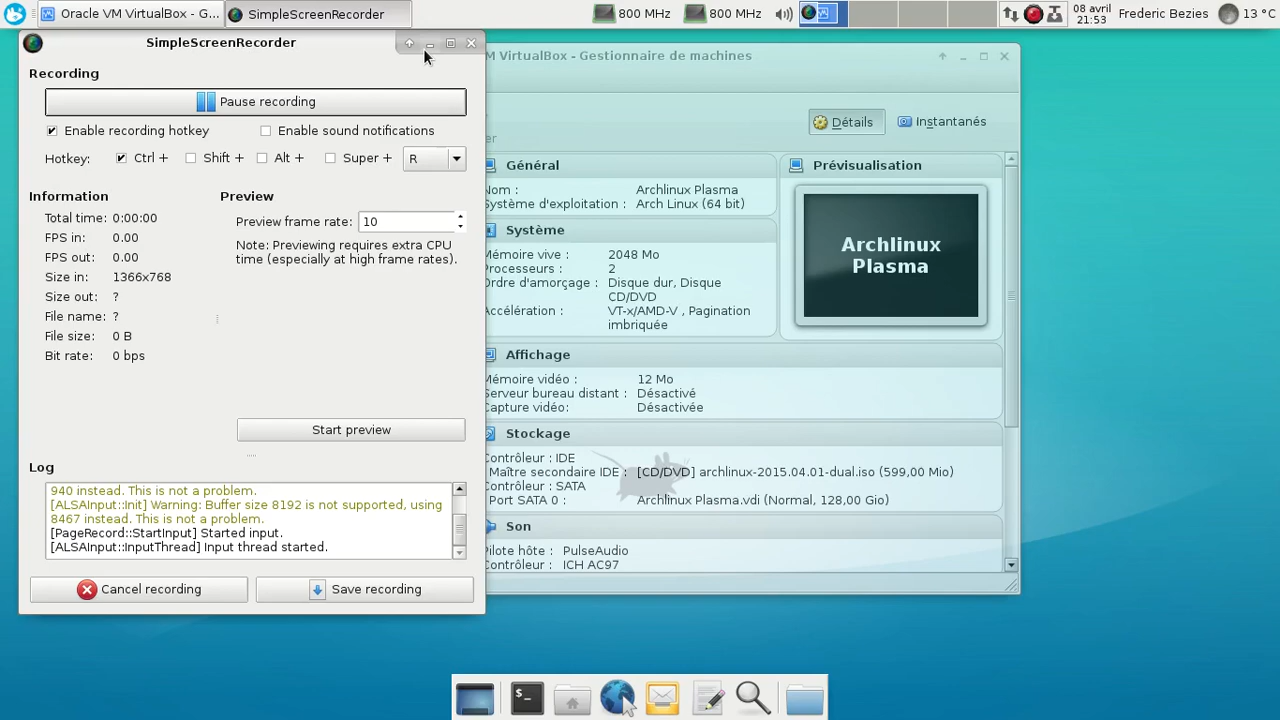 Oracle VM VirtualBox - G...
SimpleScreenRecorder
800 MHz
800 MHz
08 avril
21:53
Frederic Bezies
13 °C
SimpleScreenRecorder
Recording
Pause recording
Enable recording hotkey
Enable sound notifications
Hotkey:
Ctrl +
Shift +
Alt +
Super +
R
Information
Total time: 0:00:00
FPS in: 0.00
FPS out: 0.00
Size in: 1366x768
Size out: ?
File name: ?
File size: 0 B
Bit rate: 0 bps
Preview
Preview frame rate: 10
Note: Previewing requires extra CPU
time (especially at high frame rates).
Start preview
Log
940 instead. This is not a problem.
[ALSAInput::Init] Warning: Buffer size 8192 is not supported, using
8467 instead. This is not a problem.
[PageRecord::StartInput] Started input.
[ALSAInput::InputThread] Input thread started.
Cancel recording
Save recording
M VirtualBox - Gestionnaire de machines
Détails
Instantanés
Général
Nom : Archlinux Plasma
Système d'exploitation : Arch Linux (64 bit)
Système
Mémoire vive : 2048 Mo
Processeurs : 2
Ordre d'amorçage : Disque dur, Disque
CD/DVD
Accélération : VT-x/AMD-V , Pagination
imbriquée
Prévisualisation
Archlinux
Plasma
Affichage
Mémoire vidéo : 12 Mo
Serveur bureau distant : Désactivé
Capture vidéo: Désactivée
Stockage
Contrôleur : IDE
Maître secondaire IDE : [CD/DVD] archlinux-2015.04.01-dual.iso (599,00 Mio)
Contrôleur : SATA
Port SATA 0 : Archlinux Plasma.vdi (Normal, 128,00 Gio)
Son
Pilote hôte : PulseAudio
Contrôleur : ICH AC97